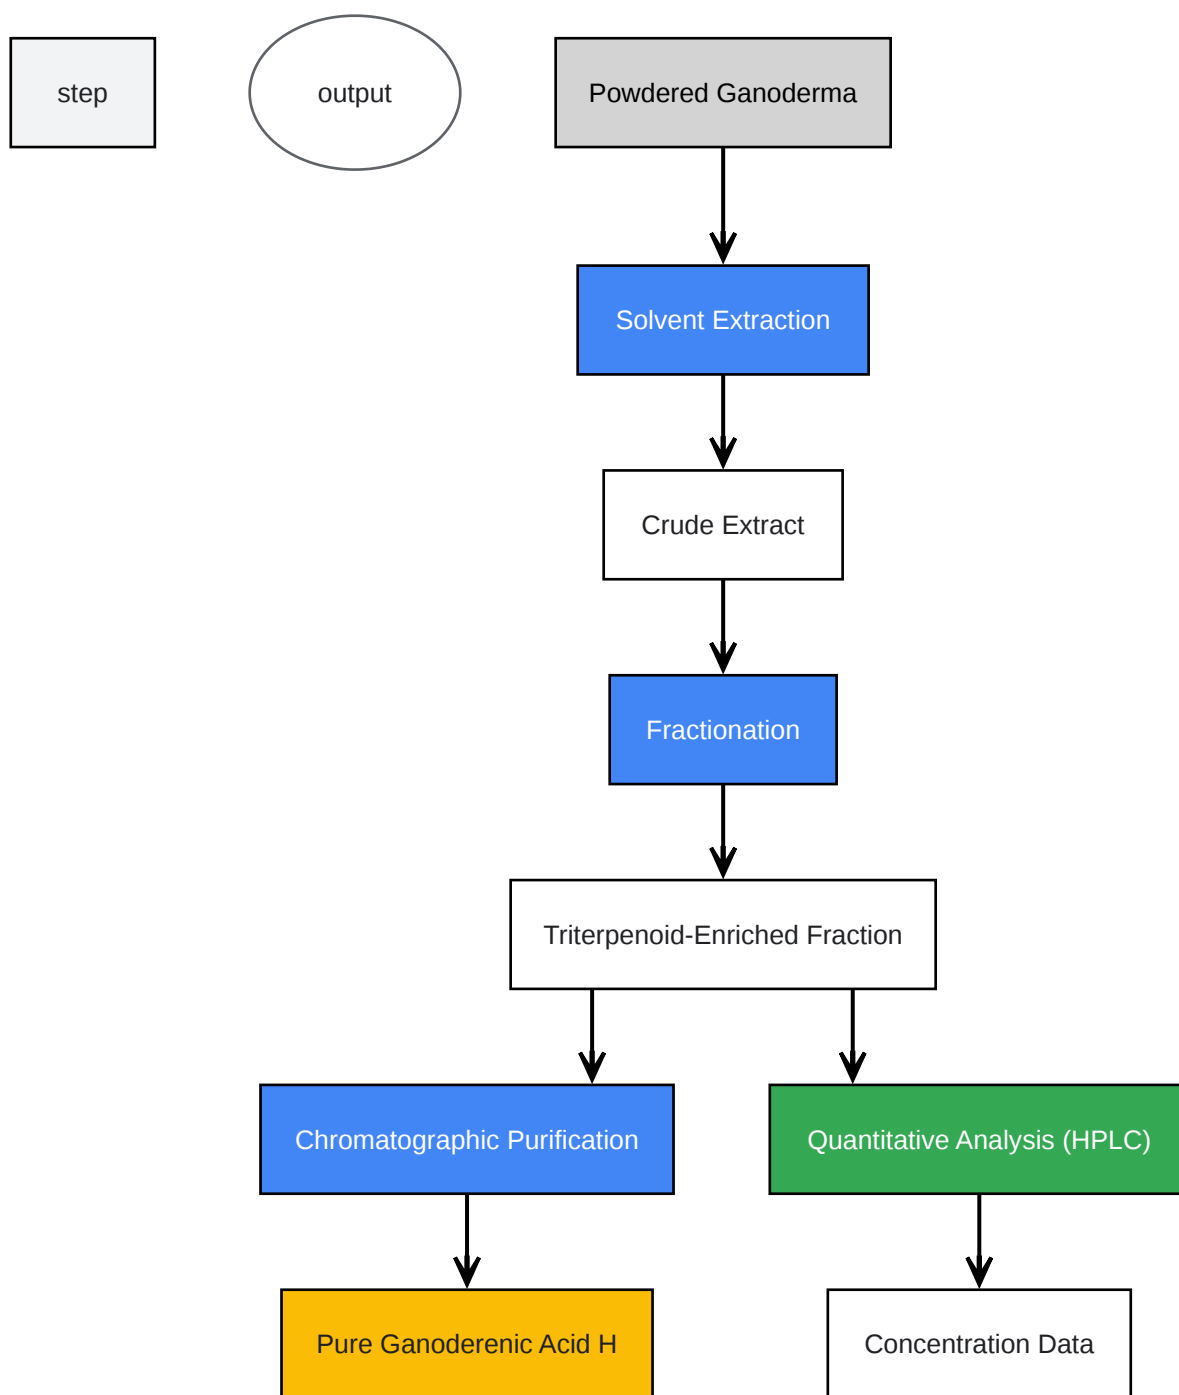 step
output
Powdered Ganoderma
Solvent Extraction
Crude Extract
Fractionation
Triterpenoid-Enriched Fraction
Chromatographic Purification
Quantitative Analysis (HPLC)
Pure Ganoderenic Acid H
Concentration Data